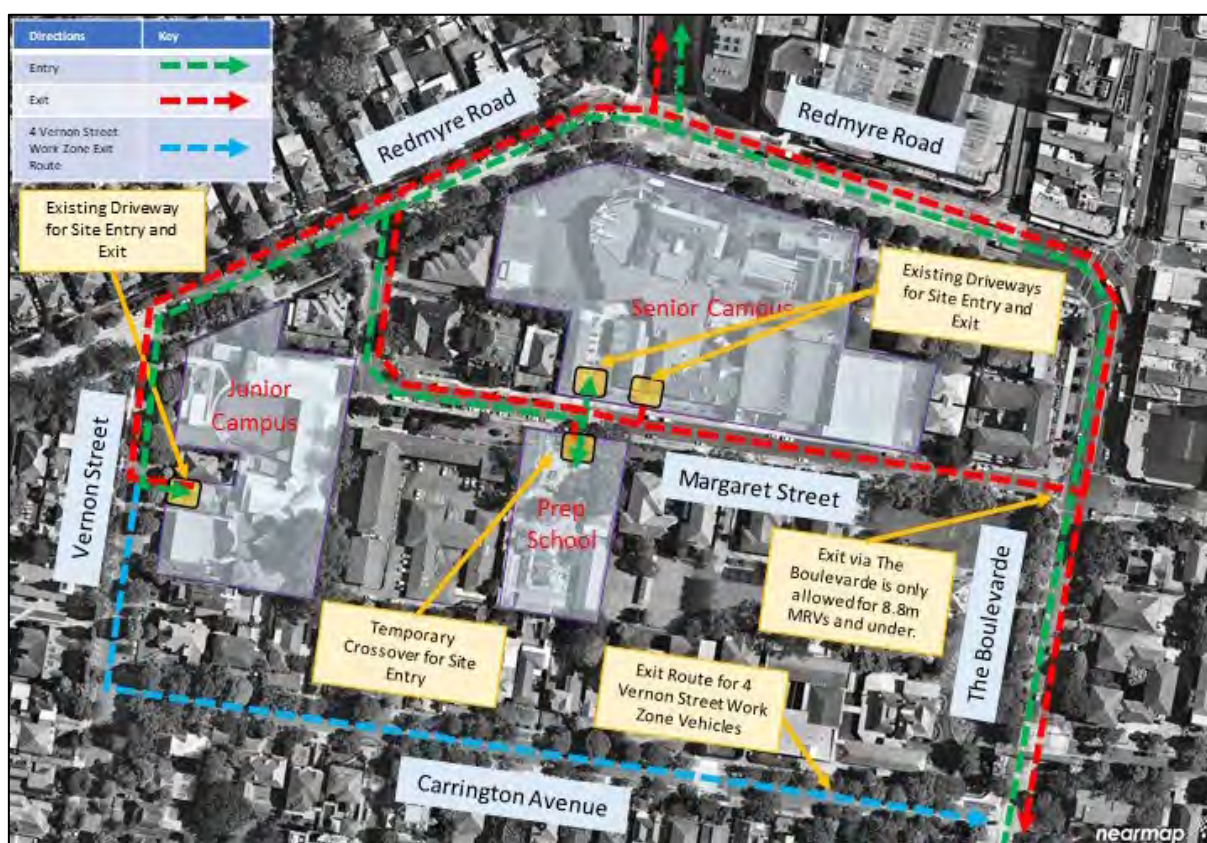 Directions Key
Entry
Exit
4 Vernon Street
Work Zone Exit
Route
Redmyre Road
Redmyre Road
Existing Driveway
for Site Entry and
Exit
Existing Driveways
for Site Entry and
Exit
Senior Campus
Junior
Campus
Vernon Street
Margaret Street
Prep
School
Exit via The
Boulevarde is only
allowed for 8.8m
MRVs and under.
The Boulevarde
Temporary
Crossover for Site
Entry
Exit Route for 4
Vernon Street Work
Zone Vehicles
Carrington Avenue
nearmap